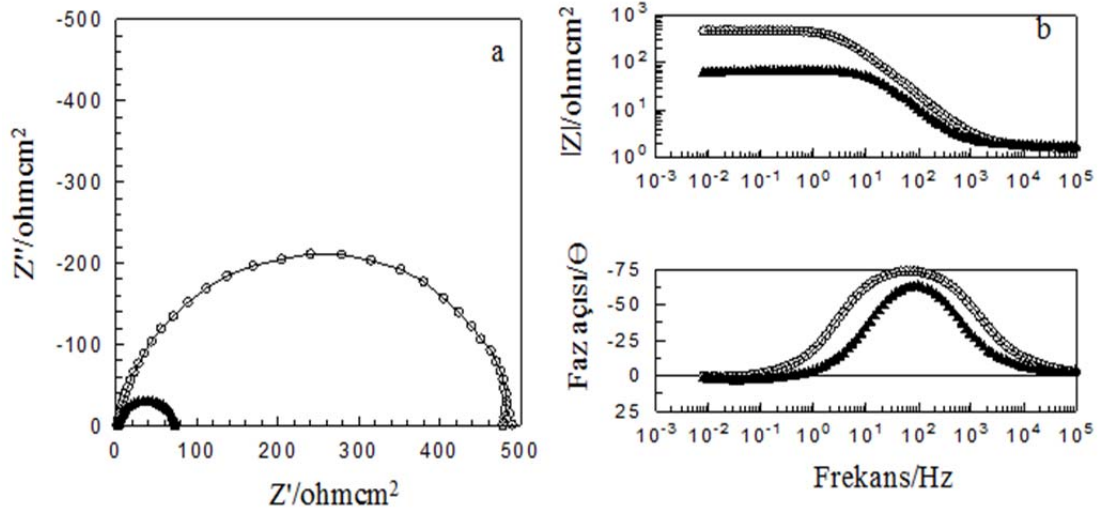 a
-500
-400
-300
-200
-100
0
0 100 200 300 400 500
Z''/ohmcm²
Z'/ohmcm²
b
10³
10²
10¹
10⁰
10⁻³ 10⁻² 10⁻¹ 10⁰ 10¹ 10² 10³ 10⁴ 10⁵
|Z|/ohmcm²
-75
-50
-25
0
25
10⁻³ 10⁻² 10⁻¹ 10⁰ 10¹ 10² 10³ 10⁴ 10⁵
Faz açısı/Θ
Frekans/Hz